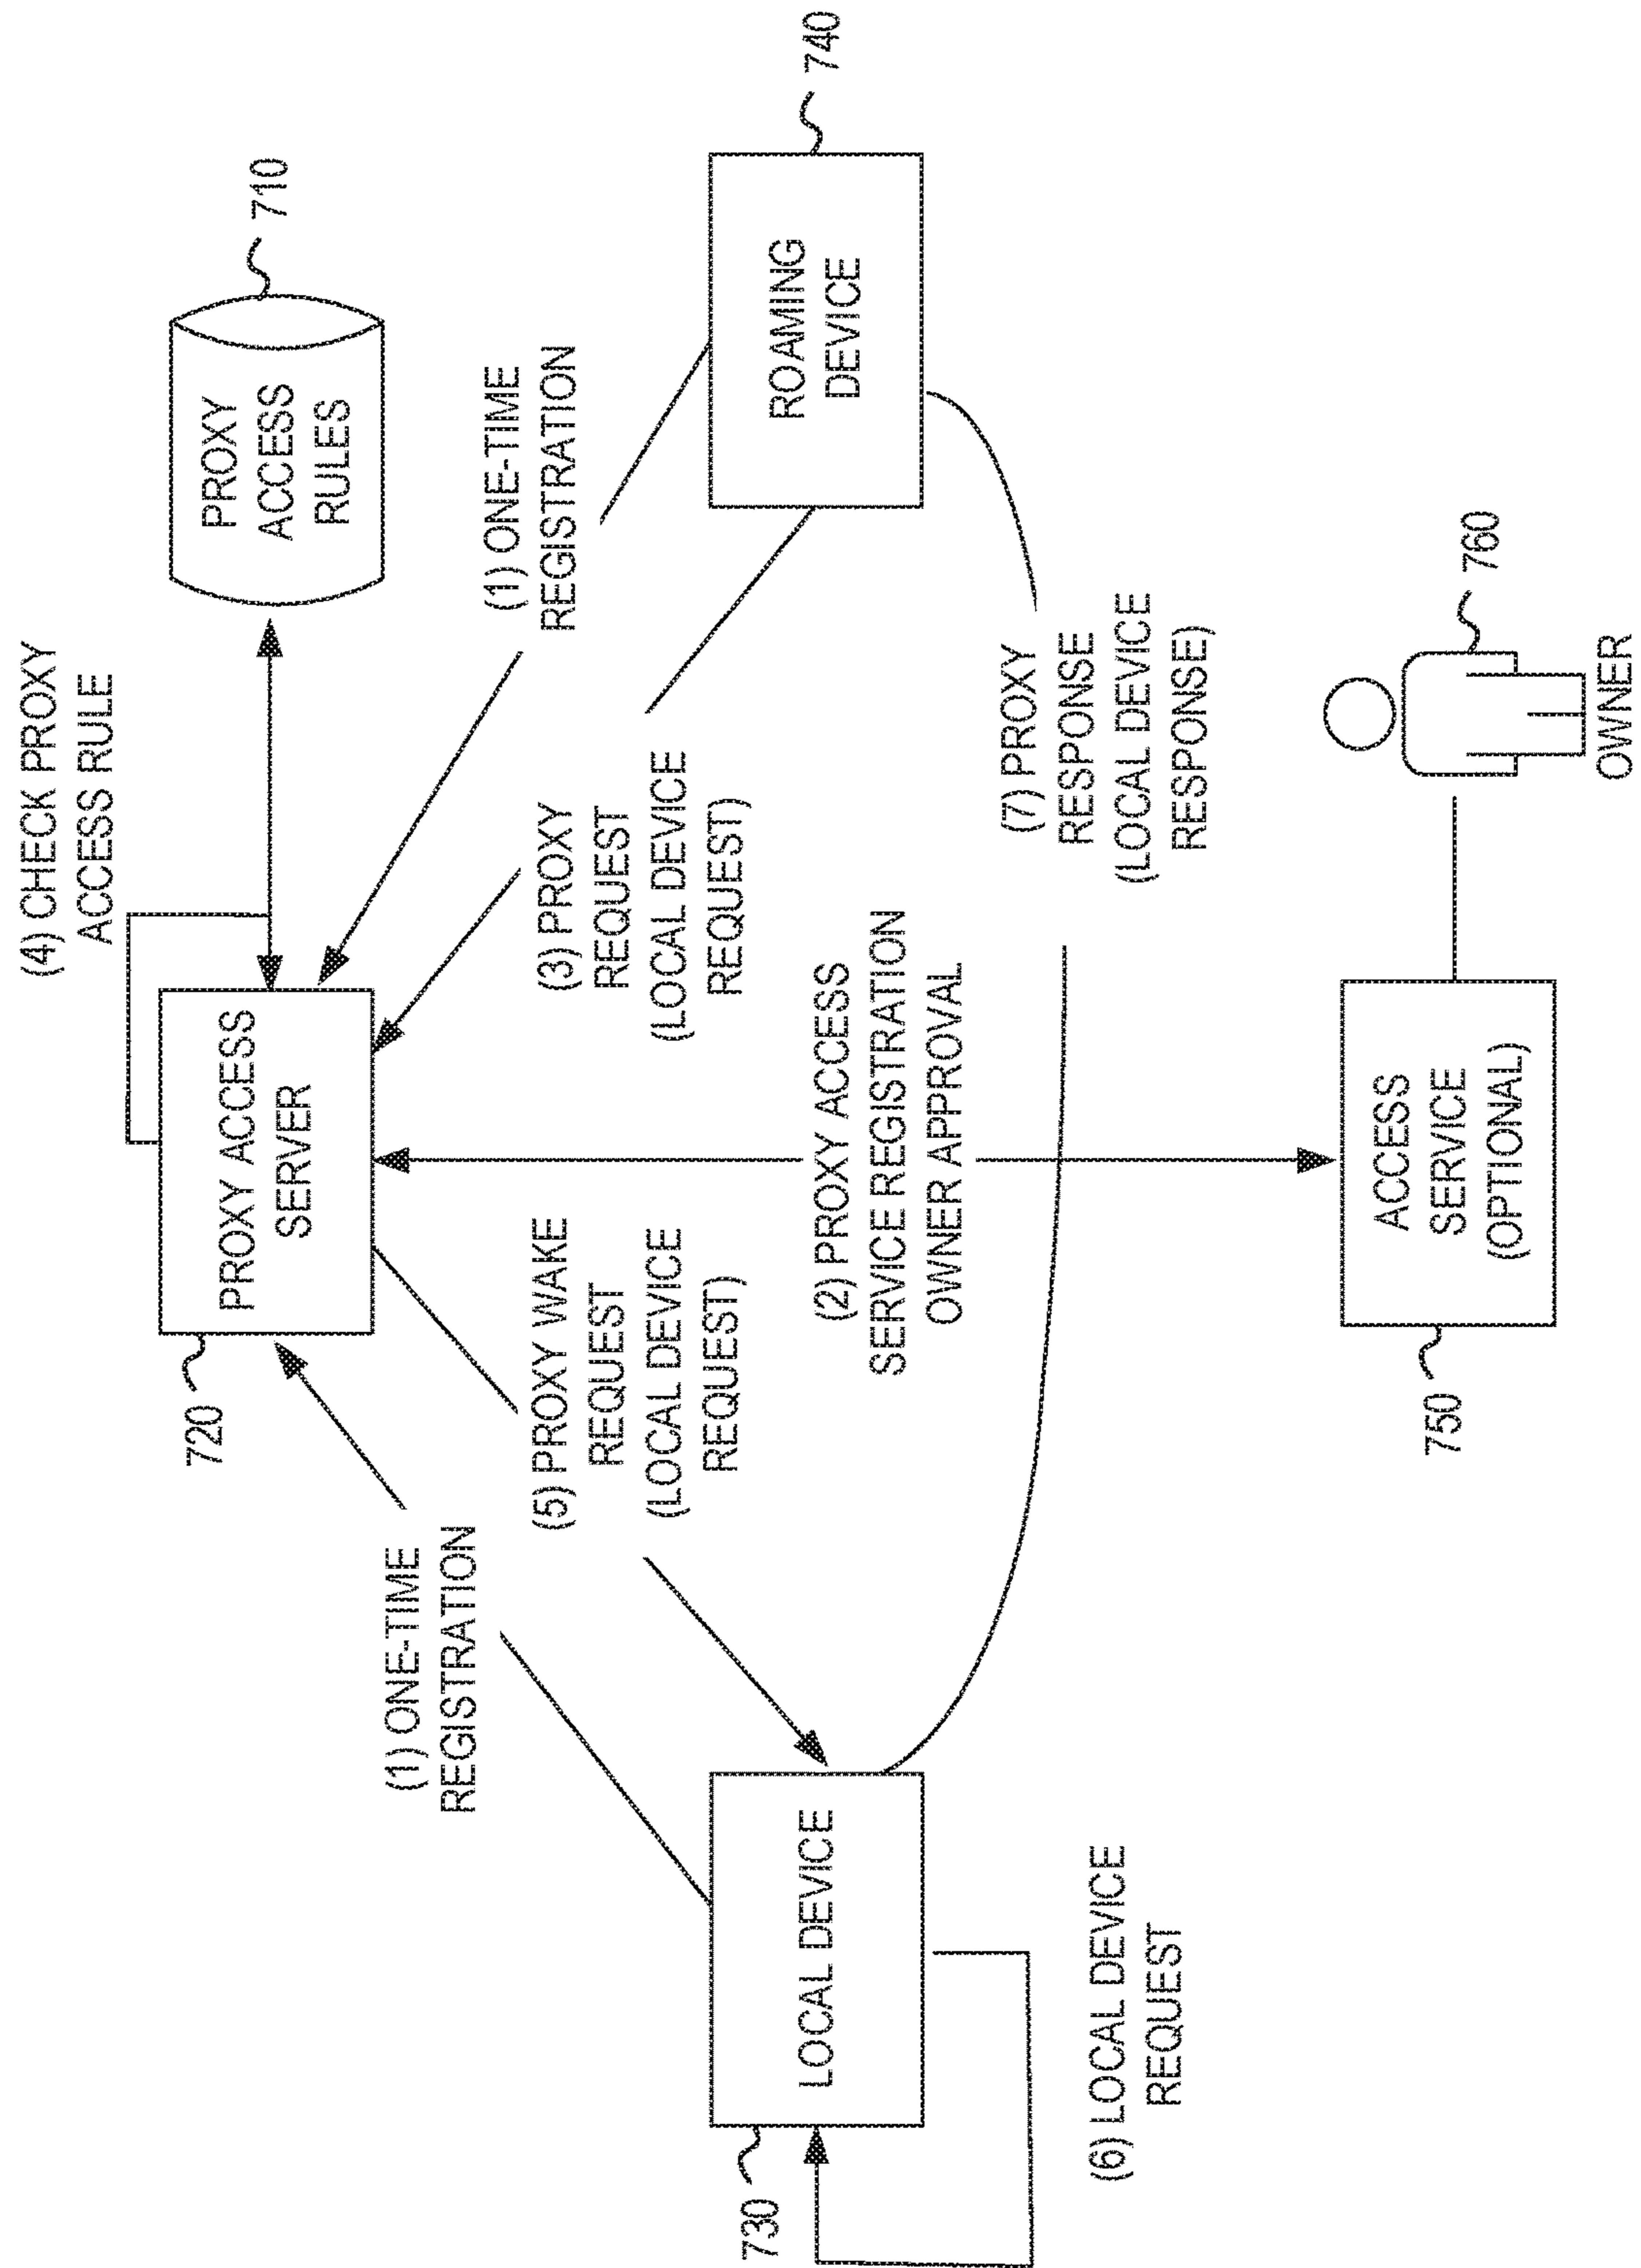 (4) CHECK PROXY
ACCESS RULE
PROXY
ACCESS
RULES
710
720
PROXY ACCESS
SERVER
(1) ONE-TIME
REGISTRATION
(1) ONE-TIME
REGISTRATION
(5) PROXY WAKE
REQUEST
(LOCAL DEVICE
REQUEST)
(3) PROXY
REQUEST
(LOCAL DEVICE
REQUEST)
730
LOCAL DEVICE
ROAMING
DEVICE
740
(2) PROXY ACCESS
SERVICE REGISTRATION
OWNER APPROVAL
(7) PROXY
RESPONSE
(LOCAL DEVICE
RESPONSE)
(6) LOCAL DEVICE
REQUEST
750
ACCESS
SERVICE
(OPTIONAL)
760
OWNER